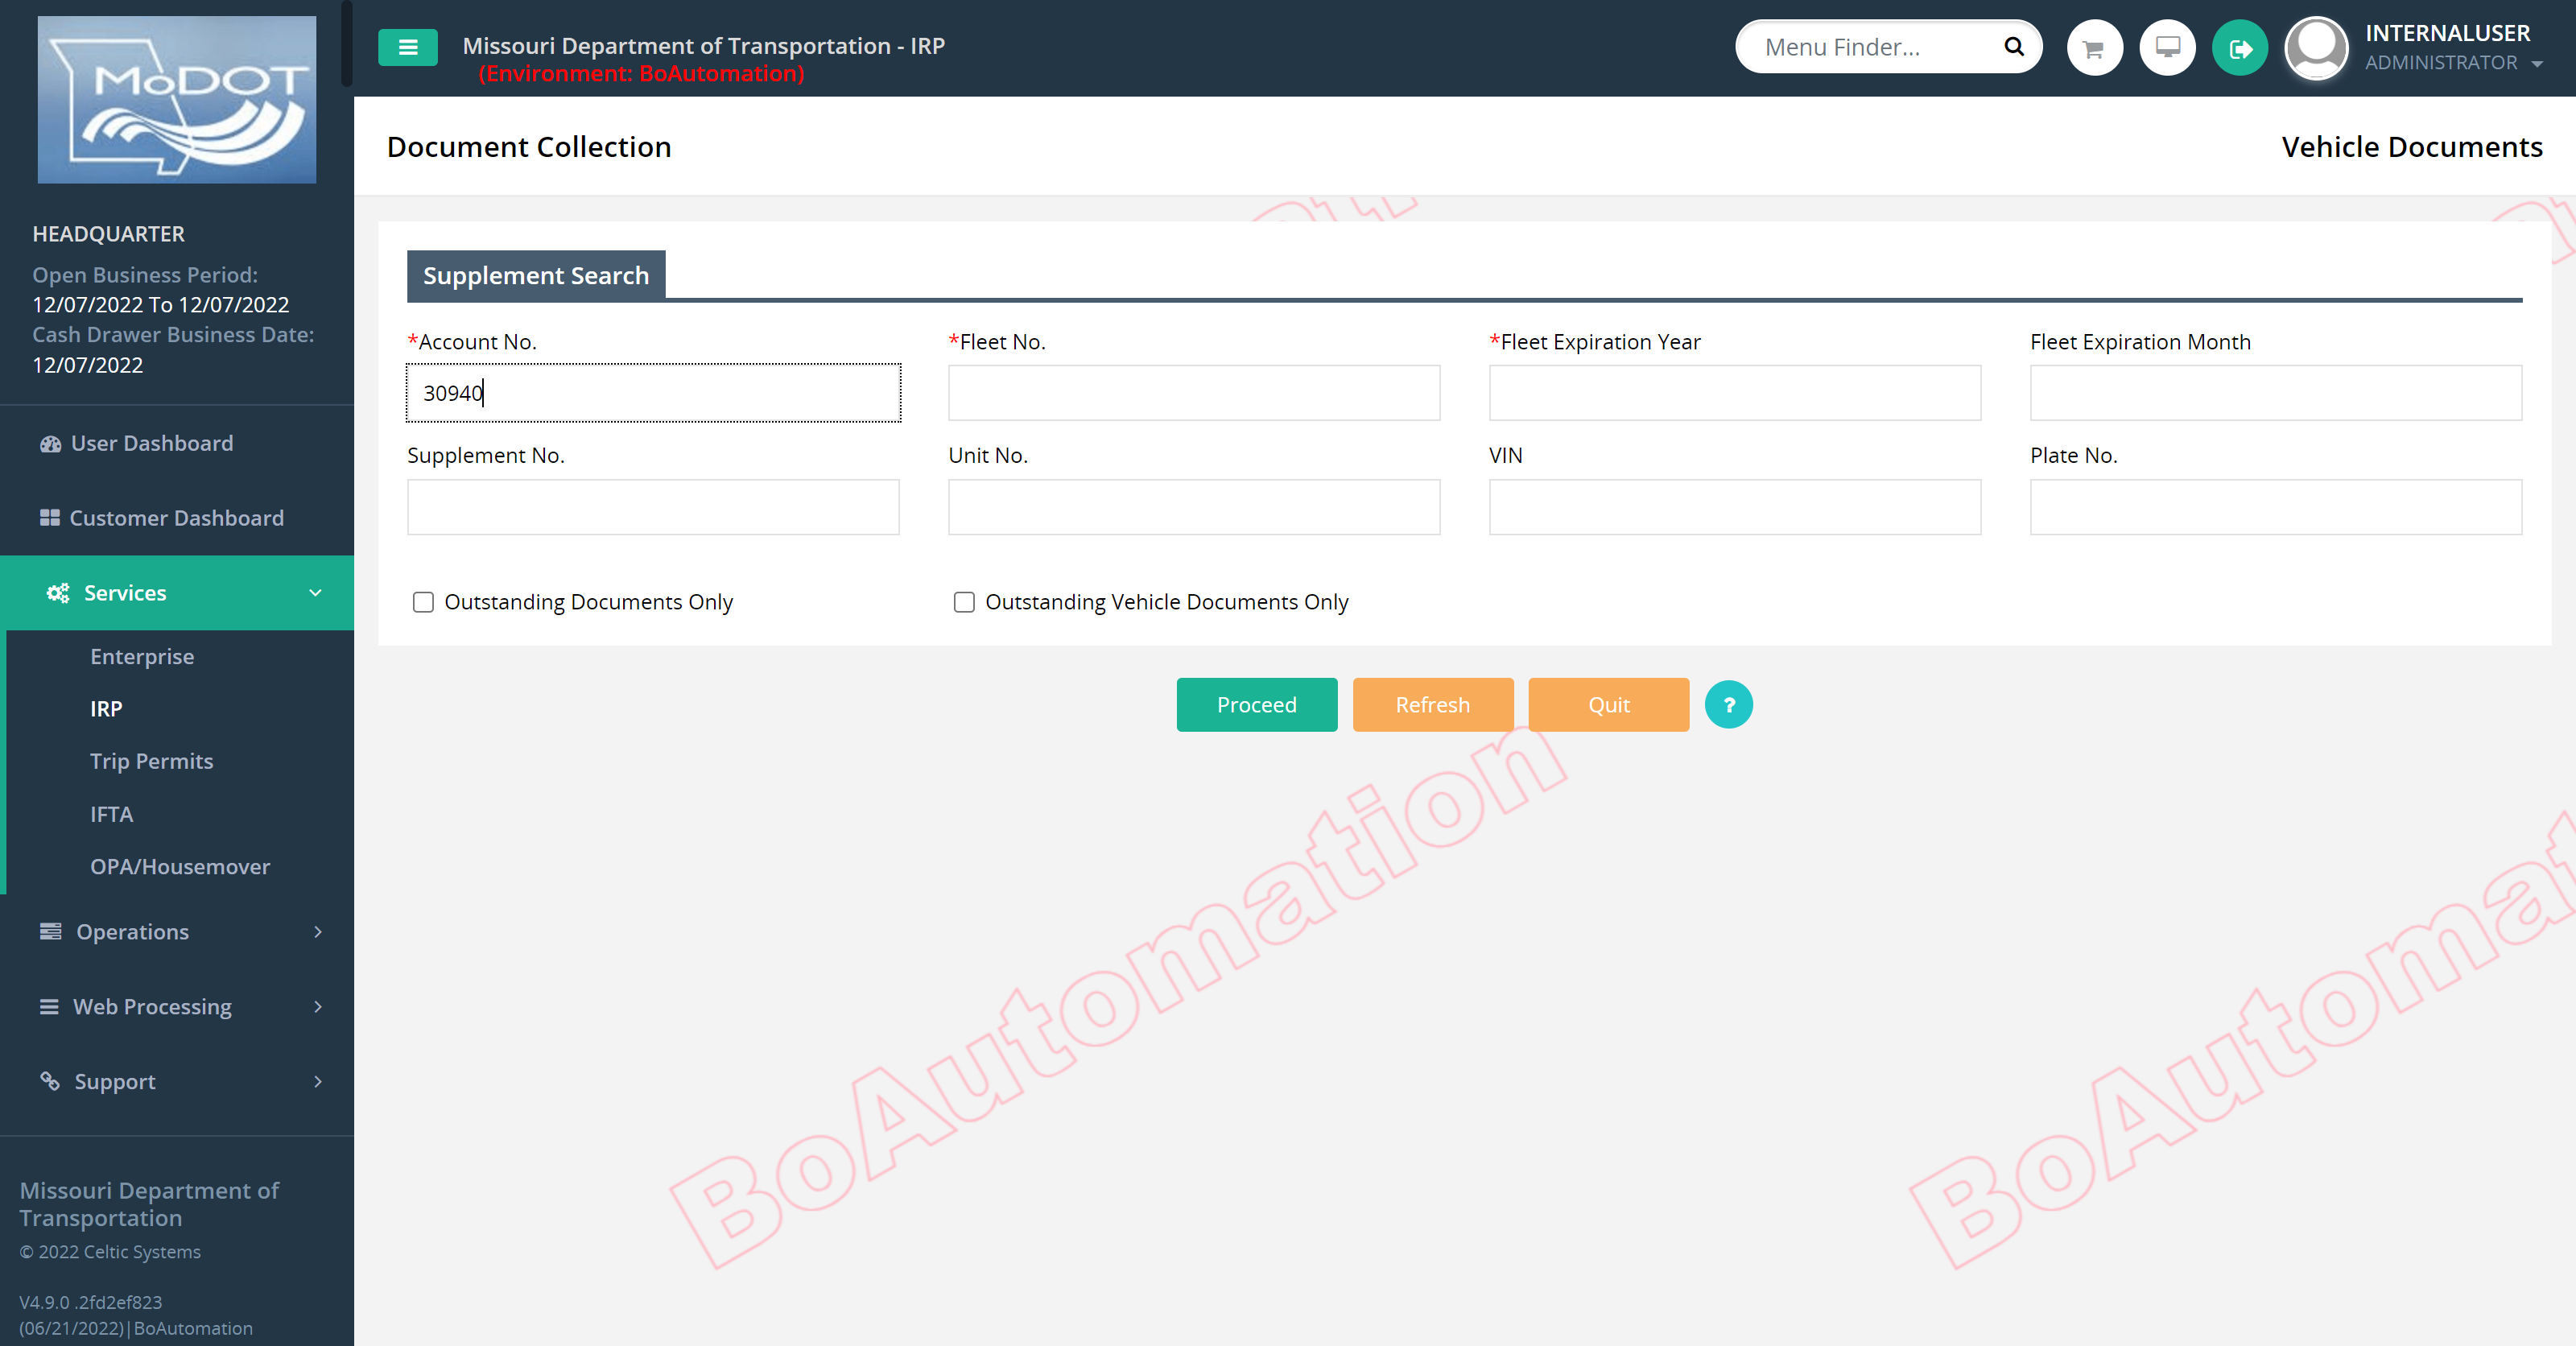 MoDOT
HEADQUARTER
Open Business Period:
12/07/2022 To 12/07/2022
Cash Drawer Business Date:
12/07/2022
User Dashboard
Customer Dashboard
Services
Enterprise
IRP
Trip Permits
IFTA
OPA/Housemover
Operations
Web Processing
Support
Missouri Department of
Transportation
© 2022 Celtic Systems
V4.9.0 .2fd2ef823
(06/21/2022)|BoAutomation
Missouri Department of Transportation - IRP
(Environment: BoAutomation)
Menu Finder...
INTERNALUSER
ADMINISTRATOR
Document Collection
Vehicle Documents
Supplement Search
*Account No.
*Fleet No.
*Fleet Expiration Year
Fleet Expiration Month
30940
Supplement No.
Unit No.
VIN
Plate No.
Outstanding Documents Only
Outstanding Vehicle Documents Only
Proceed
Refresh
Quit
?
BoAutomation
BoAutomat